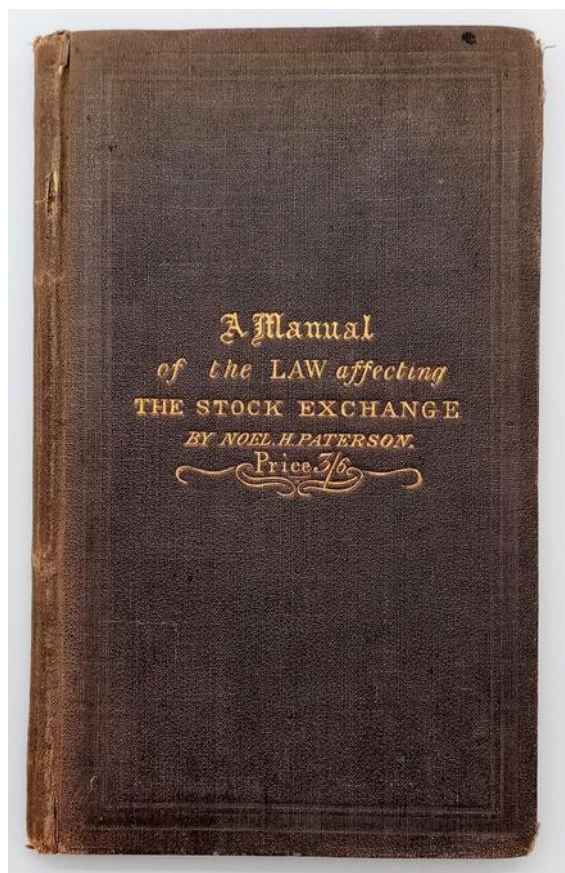 A Manual
of the LAW affecting
THE STOCK EXCHANGE
BY NOEL.H.PATERSON.
Price 3/6